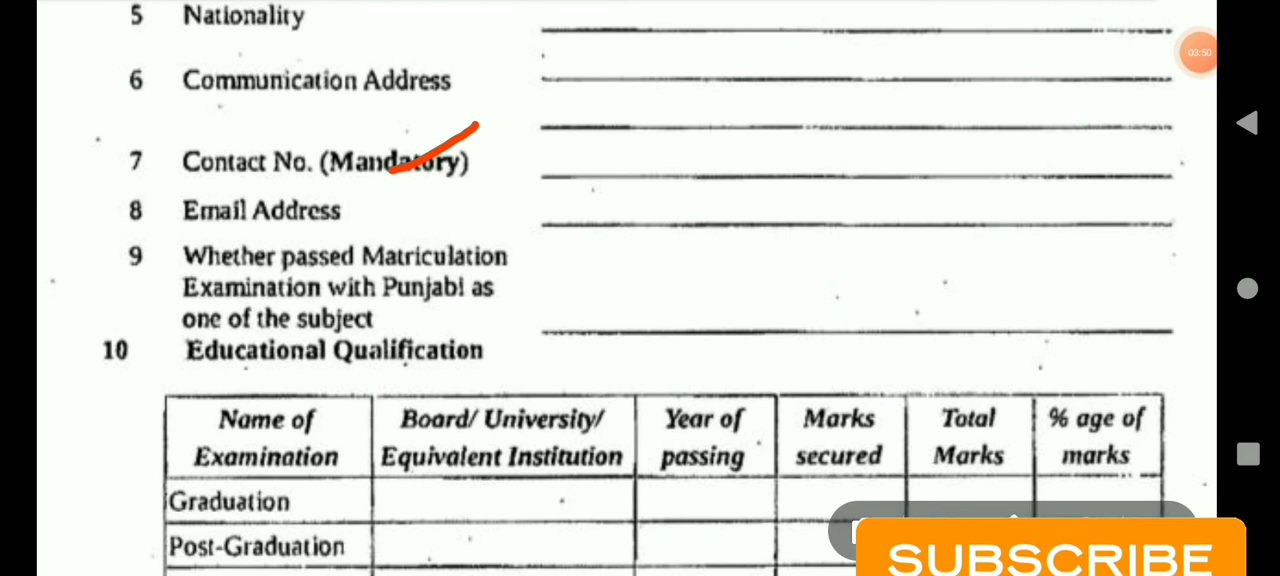 5 Nationality
03:50
6 Communication Address
7 Contact No. (Mandatory)
8 Email Address
9 Whether passed Matriculation
Examination with Punjabi as
one of the subject
10 Educational Qualification
Name of Examination
Board/ University/ Equivalent Institution
Year of passing
Marks secured
Total Marks
% age of marks
Graduation
Post-Graduation
SUBSCRIBE